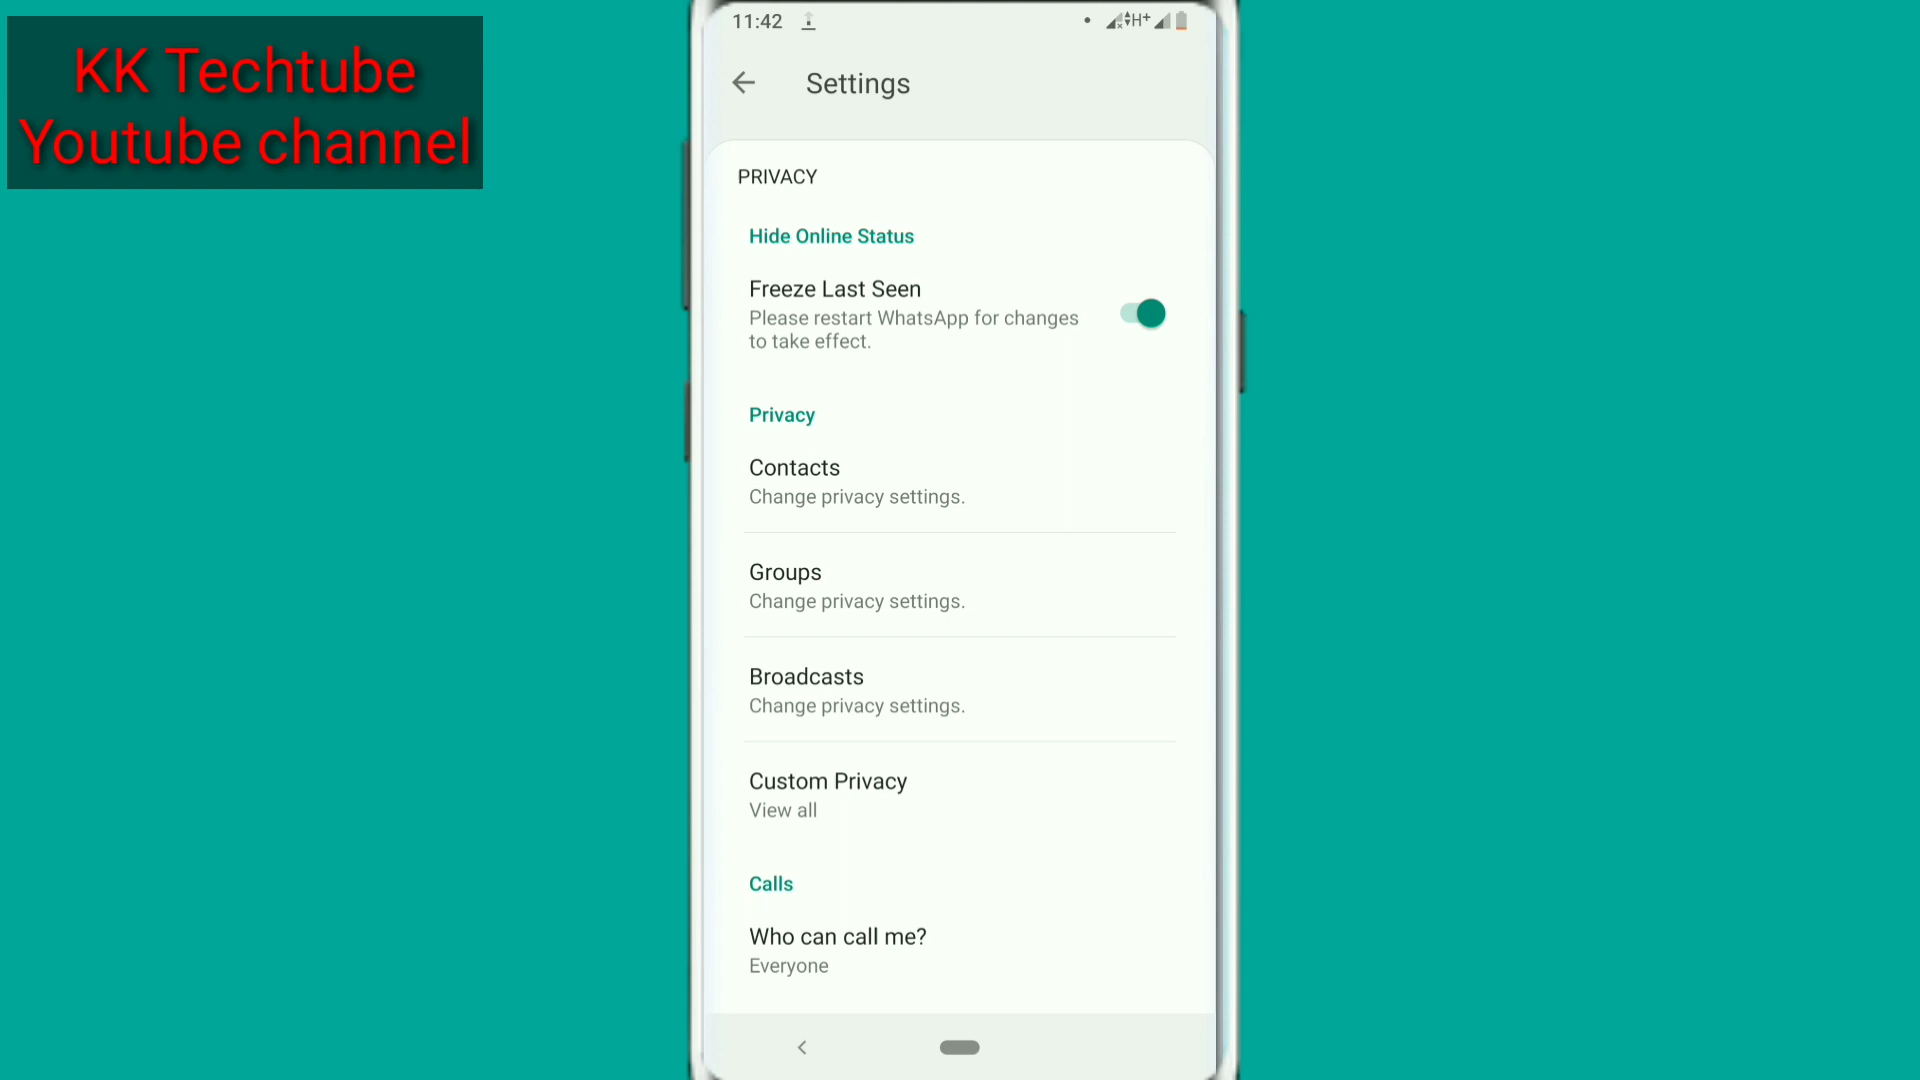 KK Techtube
Youtube channel
11:42
H+
Settings
PRIVACY
Hide Online Status
Freeze Last Seen
Please restart WhatsApp for changes
to take effect.
Privacy
Contacts
Change privacy settings.
Groups
Change privacy settings.
Broadcasts
Change privacy settings.
Custom Privacy
View all
Calls
Who can call me?
Everyone